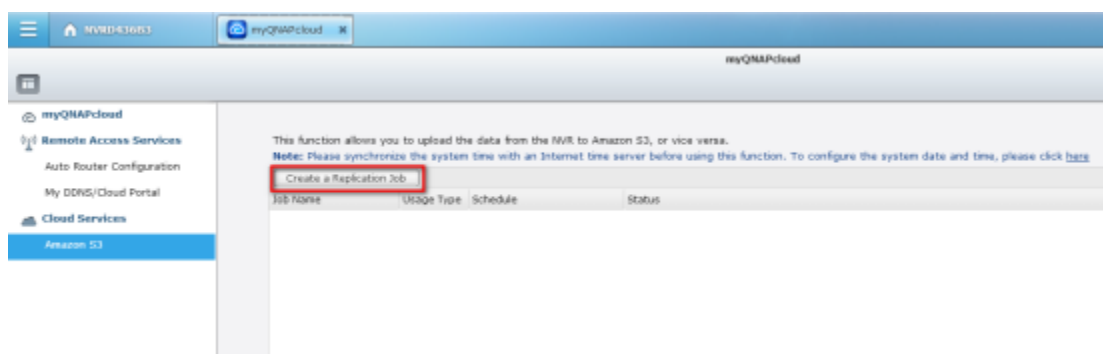 myQNAPcloud
myQNAPcloud
myQNAPcloud
Remote Access Services
Auto Router Configuration
My DDNS/Cloud Portal
Cloud Services
Amazon S3
This function allows you to upload the data from the NVR to Amazon S3, or vice versa.
Note: Please synchronize the system time with an Internet time server before using this function. To configure the system date and time, please click here
Create a Replication Job
Job Name Usage Type Schedule Status